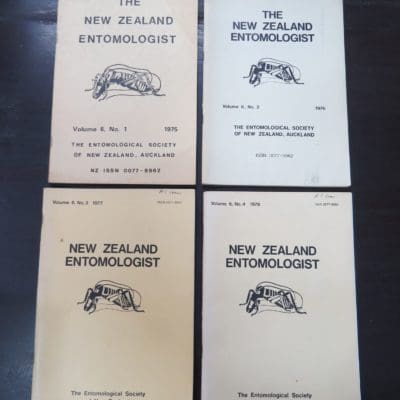 THE
NEW ZEALAND
ENTOMOLOGIST
Volume 6, No. 1 1975
THE ENTOMOLOGICAL SOCIETY
OF NEW ZEALAND, AUCKLAND
NZ-ISSN 0077-9962
THE
NEW ZEALAND
ENTOMOLOGIST
Volume 6, No. 2 1976
THE ENTOMOLOGICAL SOCIETY
OF NEW ZEALAND, AUCKLAND
ISSN 0077-9962
Volume 6, No. 3 1977
NEW ZEALAND
ENTOMOLOGIST
The Entomological Society
Volume 6, No. 4 1978
NEW ZEALAND
ENTOMOLOGIST
The Entomological Society